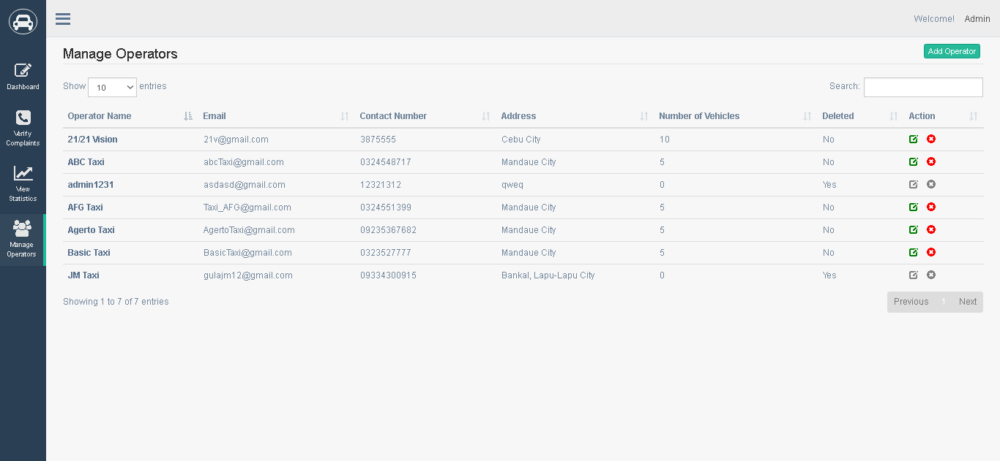 Welcome! Admin
Manage Operators
Add Operator
Dashboard
Verify
Complaints
View
Statistics
Manage
Operators
Show 10 entries
Search:
Operator Name Email Contact Number Address Number of Vehicles Deleted Action
21/21 Vision 21v@gmail.com 3875555 Cebu City 10 No
ABC Taxi abcTaxi@gmail.com 0324548717 Mandaue City 5 No
admin1231 asdasd@gmail.com 12321312 qweq 0 Yes
AFG Taxi Taxi_AFG@gmail.com 0324551399 Mandaue City 5 No
Agerto Taxi AgertoTaxi@gmail.com 09235367682 Mandaue City 5 No
Basic Taxi BasicTaxi@gmail.com 0323527777 Mandaue City 5 No
JM Taxi gulajm12@gmail.com 09334300915 Bankal, Lapu-Lapu City 0 Yes
Showing 1 to 7 of 7 entries
Previous 1 Next